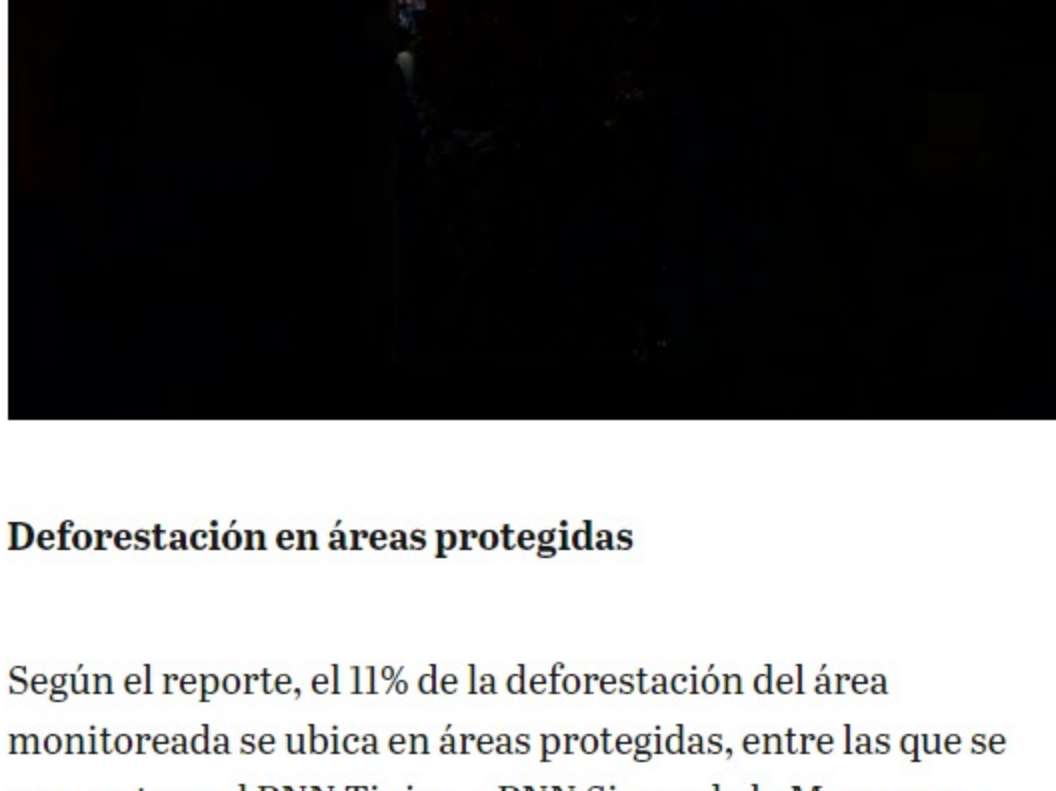 Deforestación en áreas protegidas
Según el reporte, el 11% de la deforestación del área
monitoreada se ubica en áreas protegidas, entre las que se